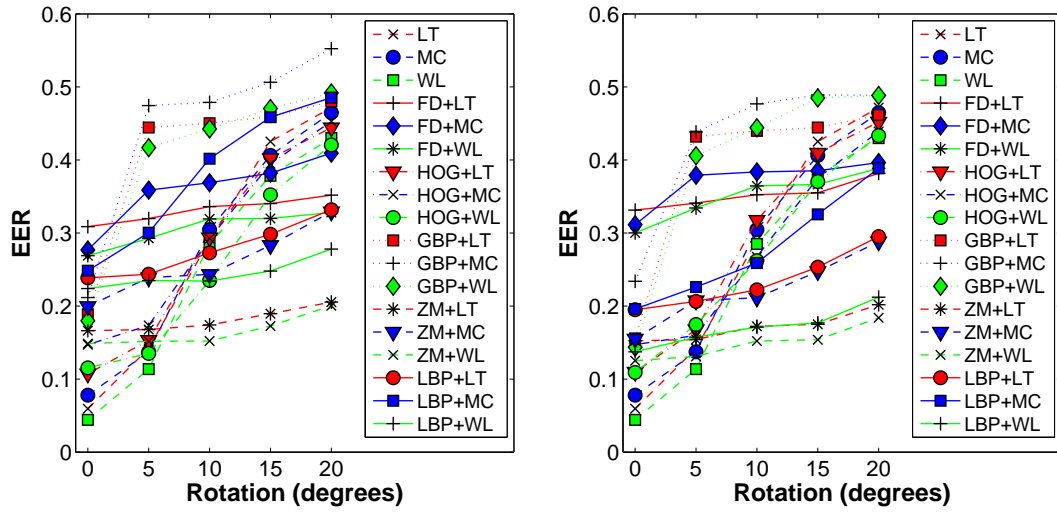 0.6
0.5
0.4
0.3
0.2
0.1
0
EER
0 5 10 15 20
Rotation (degrees)
LT
MC
WL
FD+LT
FD+MC
FD+WL
HOG+LT
HOG+MC
HOG+WL
GBP+LT
GBP+MC
GBP+WL
ZM+LT
ZM+MC
ZM+WL
LBP+LT
LBP+MC
LBP+WL
0.6
0.5
0.4
0.3
0.2
0.1
0
EER
0 5 10 15 20
Rotation (degrees)
LT
MC
WL
FD+LT
FD+MC
FD+WL
HOG+LT
HOG+MC
HOG+WL
GBP+LT
GBP+MC
GBP+WL
ZM+LT
ZM+MC
ZM+WL
LBP+LT
LBP+MC
LBP+WL